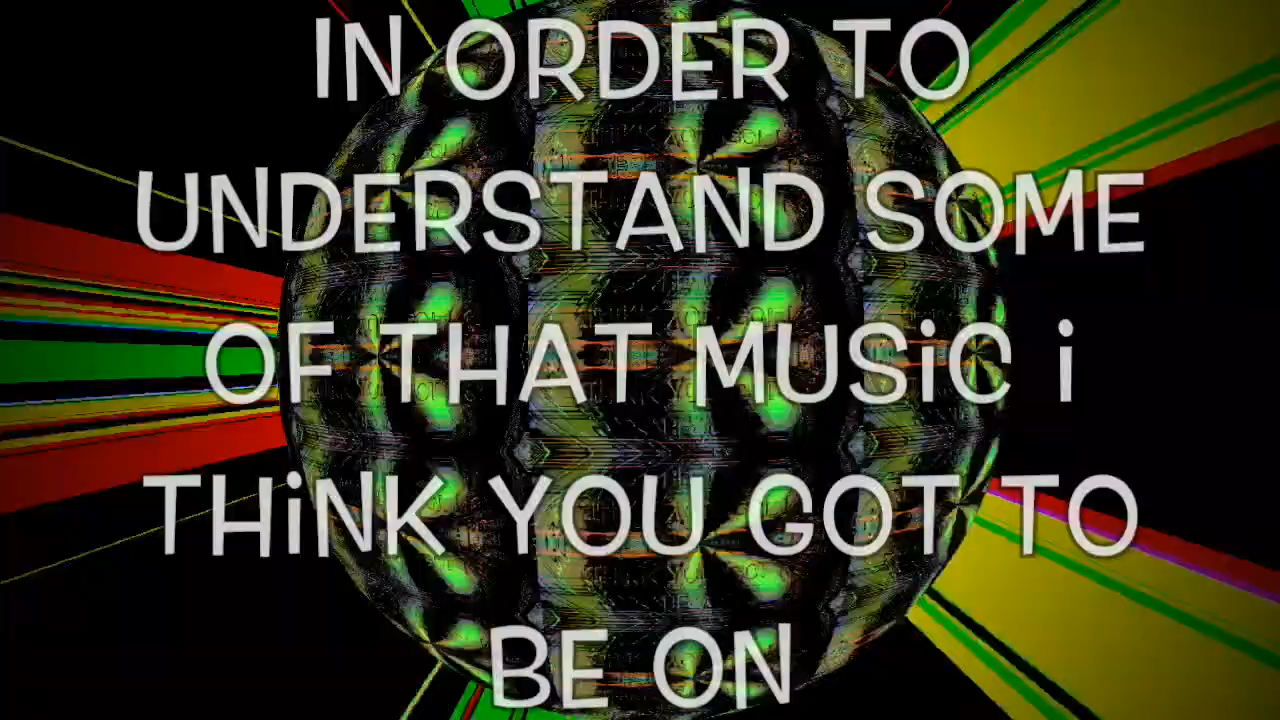 IN ORDER TO
UNDERSTAND SOME
OF THAT MUSiC i
THiNK YOU GOT TO
BE ON